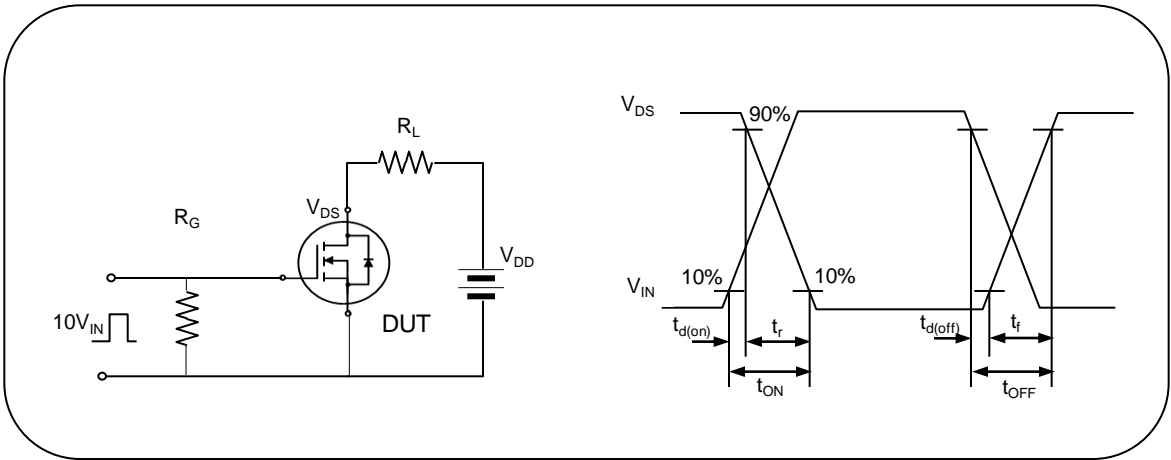 R_L
V_DS
R_G
V_DD
10V_IN
DUT
V_DS
90%
V_IN
10%
10%
t_d(on)
t_r
t_d(off)
t_f
t_ON
t_OFF